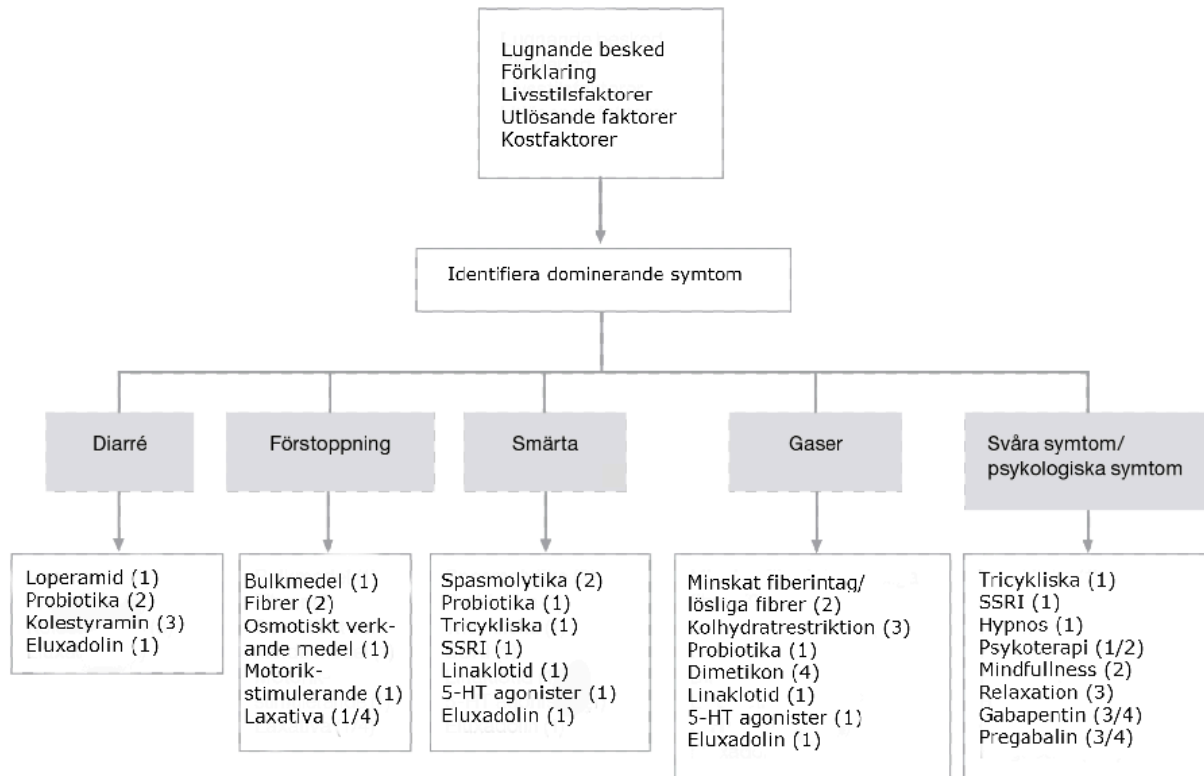 Lugnande besked
Förklaring
Livsstilsfaktorer
Utlösande faktorer
Kostfaktorer
Identifiera dominerande symtom
Diarré
Förstoppning
Smärta
Gaser
Svåra symtom/
psykologiska symtom
Loperamid (1)
Probiotika (2)
Kolestyramin (3)
Eluxadolin (1)
Bulkmedel (1)
Fibrer (2)
Osmotiskt verk-
ande medel (1)
Motorik-
stimulerande (1)
Laxativa (1/4)
Spasmolytika (2)
Probiotika (1)
Tricykliska (1)
SSRI (1)
Linaklotid (1)
5-HT agonister (1)
Eluxadolin (1)
Minskat fiberintag/
lösliga fibrer (2)
Kolhydratrestriktion (3)
Probiotika (1)
Dimetikon (4)
Linaklotid (1)
5-HT agonister (1)
Eluxadolin (1)
Tricykliska (1)
SSRI (1)
Hypnos (1)
Psykoterapi (1/2)
Mindfullness (2)
Relaxation (3)
Gabapentin (3/4)
Pregabalin (3/4)